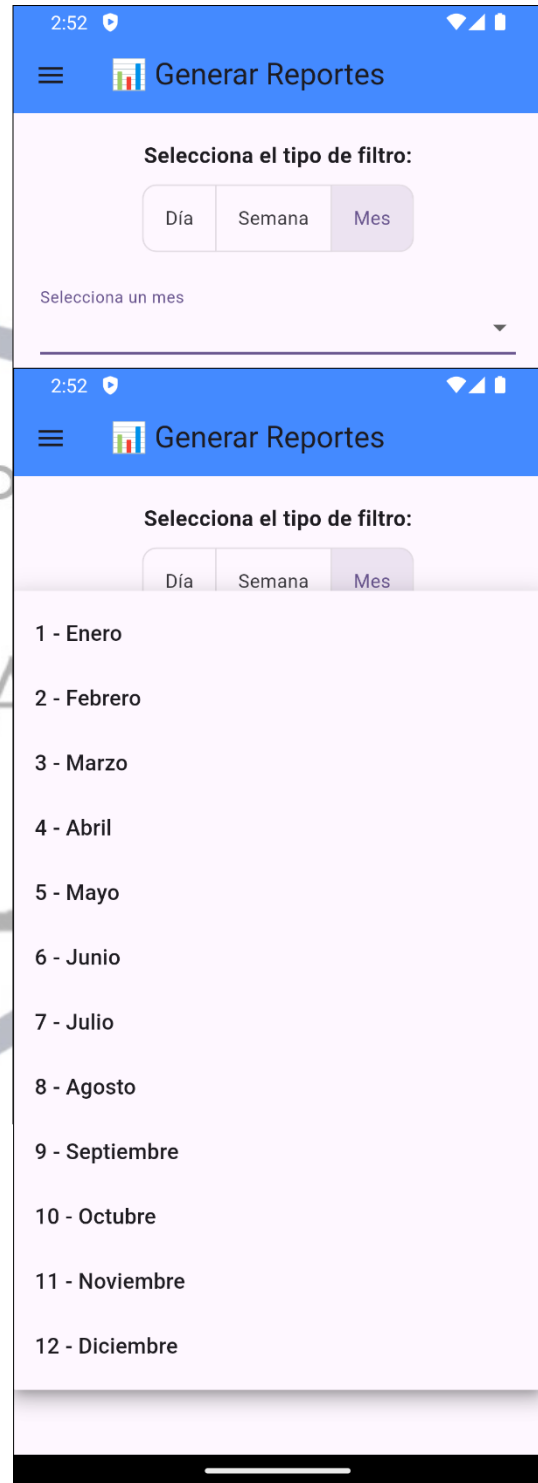 2:52
Generar Reportes
Selecciona el tipo de filtro:
Día Semana Mes
Selecciona un mes
2:52
Generar Reportes
Selecciona el tipo de filtro:
Día Semana Mes
1 - Enero
2 - Febrero
3 - Marzo
4 - Abril
5 - Mayo
6 - Junio
7 - Julio
8 - Agosto
9 - Septiembre
10 - Octubre
11 - Noviembre
12 - Diciembre